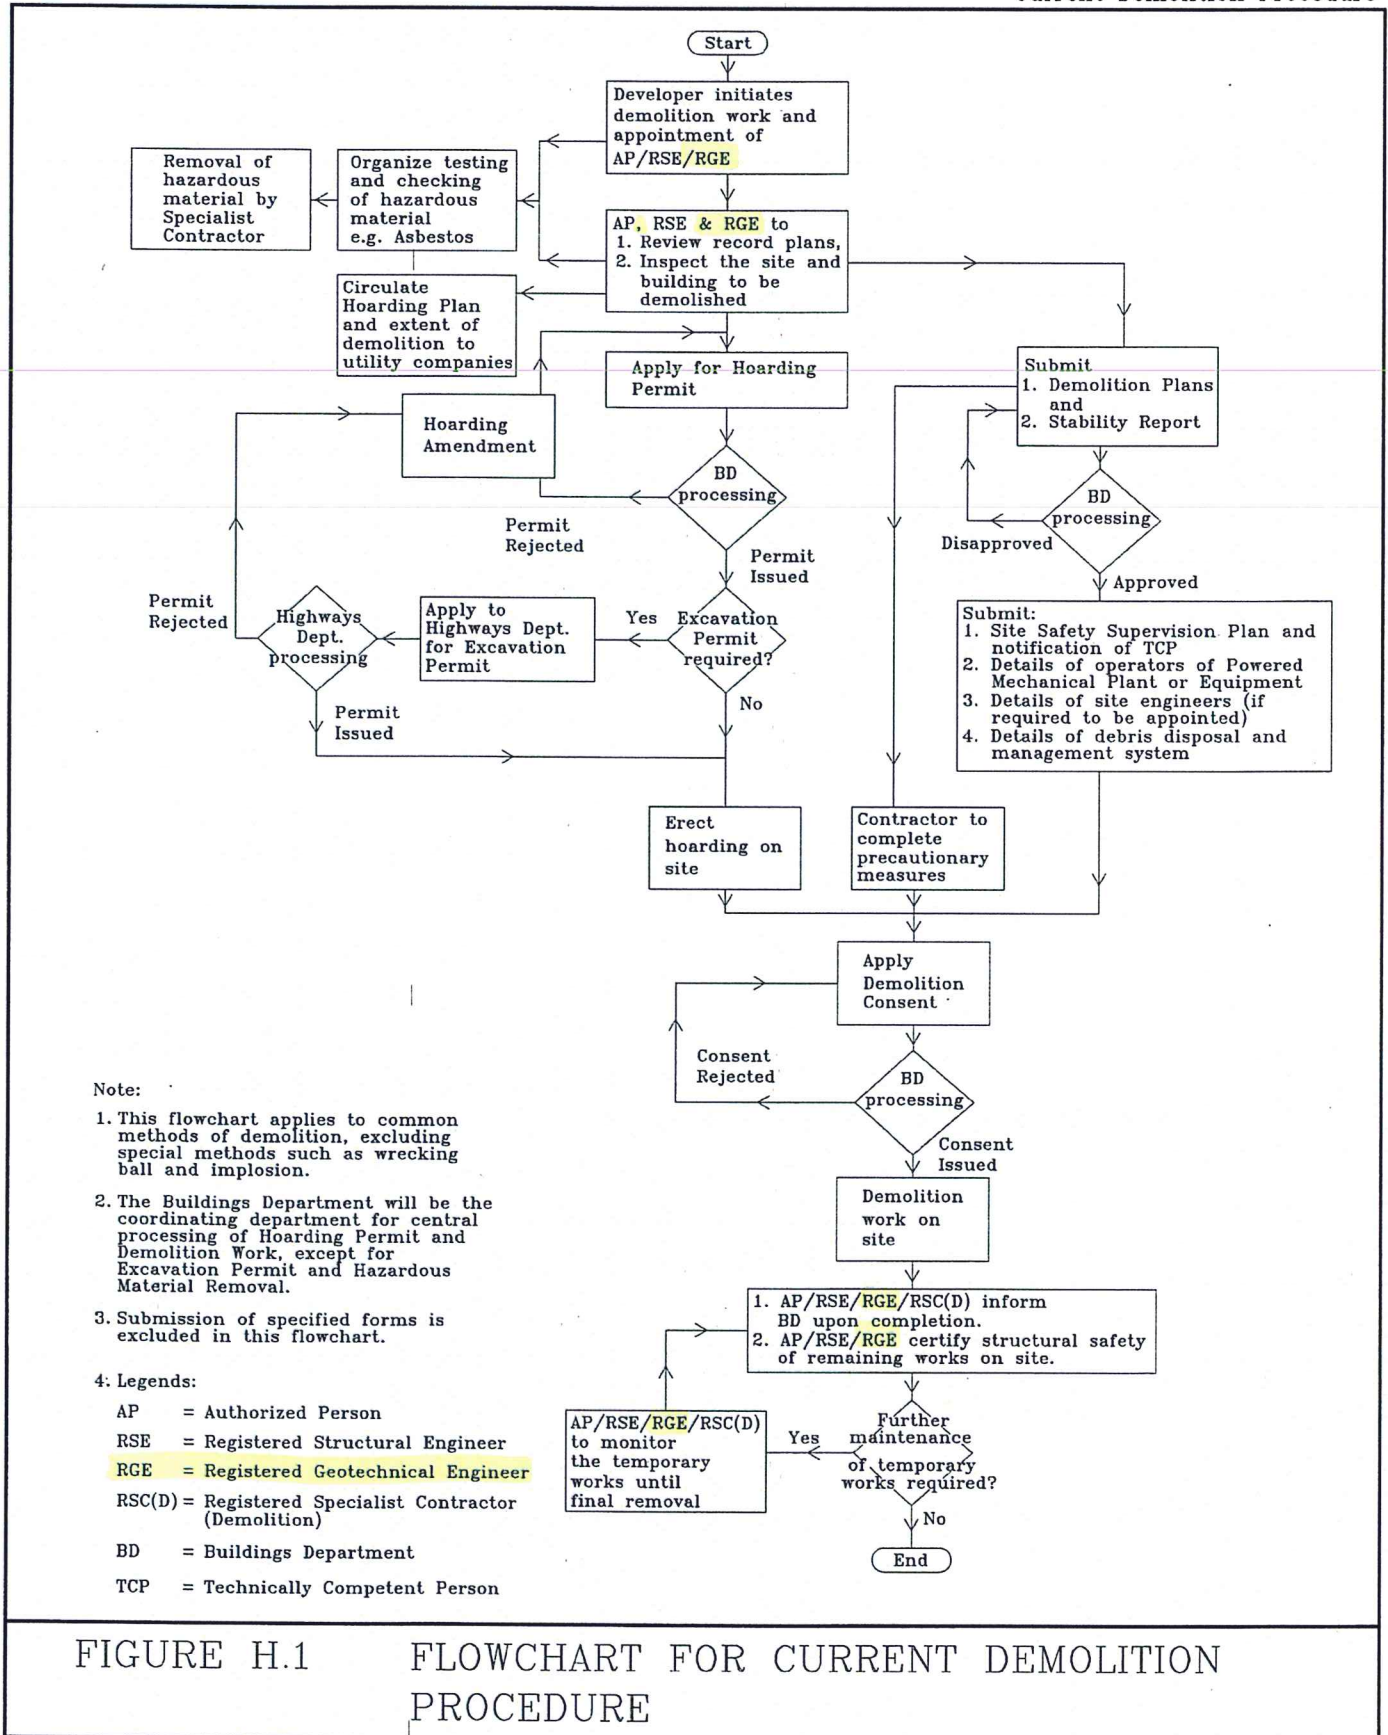 Current Demolition Procedure
Start
Developer initiates
demolition work and
appointment of
AP/RSE/RGE
Removal of
hazardous
material by
Specialist
Contractor
Organize testing
and checking
of hazardous
material
e.g. Asbestos
AP, RSE & RGE to
1. Review record plans,
2. Inspect the site and
building to be
demolished
Circulate
Hoarding Plan
and extent of
demolition to
utility companies
Apply for Hoarding
Permit
Submit
1. Demolition Plans
and
2. Stability Report
Hoarding
Amendment
BD
processing
Permit
Rejected
Permit
Issued
BD
processing
Disapproved
Approved
Permit
Rejected
Highways
Dept.
processing
Apply to
Highways Dept.
for Excavation
Permit
Yes
Excavation
Permit
required?
No
Permit
Issued
Submit:
1. Site Safety Supervision Plan and
notification of TCP
2. Details of operators of Powered
Mechanical Plant or Equipment
3. Details of site engineers (if
required to be appointed)
4. Details of debris disposal and
management system
Erect
hoarding on
site
Contractor to
complete
precautionary
measures
Apply
Demolition
Consent
Consent
Rejected
BD
processing
Consent
Issued
Demolition
work on
site
1. AP/RSE/RGE/RSC(D) inform
BD upon completion.
2. AP/RSE/RGE certify structural safety
of remaining works on site.
AP/RSE/RGE/RSC(D)
to monitor
the temporary
works until
final removal
Yes
Further
maintenance
of temporary
works required?
No
End
Note:
1. This flowchart applies to common
methods of demolition, excluding
special methods such as wrecking
ball and implosion.
2. The Buildings Department will be the
coordinating department for central
processing of Hoarding Permit and
Demolition Work, except for
Excavation Permit and Hazardous
Material Removal.
3. Submission of specified forms is
excluded in this flowchart.
4. Legends:
AP = Authorized Person
RSE = Registered Structural Engineer
RGE = Registered Geotechnical Engineer
RSC(D) = Registered Specialist Contractor
(Demolition)
BD = Buildings Department
TCP = Technically Competent Person
FIGURE H.1 FLOWCHART FOR CURRENT DEMOLITION
PROCEDURE